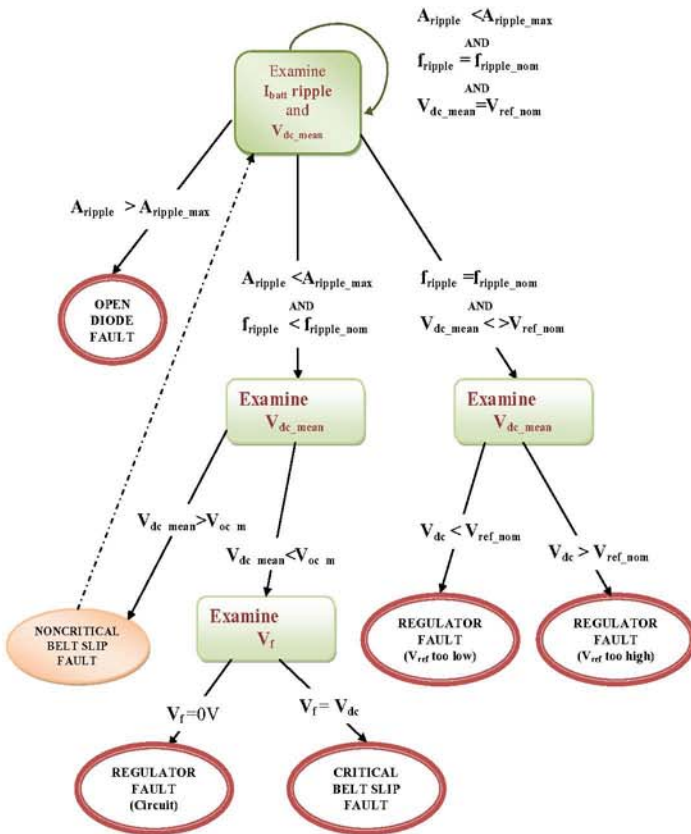 A_ripple < A_ripple_max
AND
f_ripple = f_ripple_nom
AND
V_dc_mean = V_ref_nom
Examine
I_batt ripple
and
V_dc_mean
A_ripple > A_ripple_max
OPEN
DIODE
FAULT
A_ripple < A_ripple_max
AND
f_ripple < f_ripple_nom
f_ripple = f_ripple_nom
AND
V_dc_mean < > V_ref_nom
Examine
V_dc_mean
Examine
V_dc_mean
V_dc_mean > V_oc_m
V_dc_mean < V_oc_m
V_dc < V_ref_nom
V_dc > V_ref_nom
NONCRITICAL
BELT SLIP
FAULT
Examine
V_f
REGULATOR
FAULT
(V_ref too low)
REGULATOR
FAULT
(V_ref too high)
V_f=0V
V_f = V_dc
REGULATOR
FAULT
(Circuit)
CRITICAL
BELT SLIP
FAULT